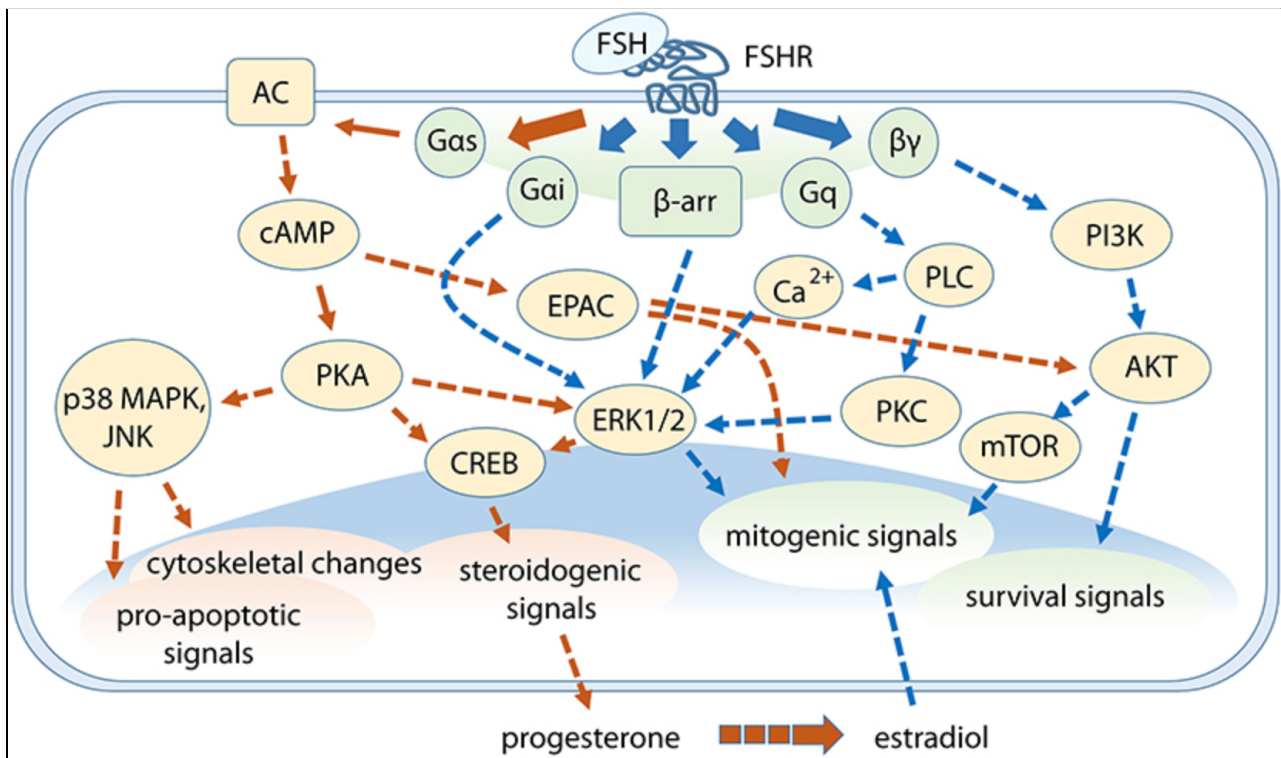 FSH
FSHR
AC
Gαs
βγ
Gαi
β-arr
Gq
cAMP
PI3K
EPAC
Ca2+
PLC
p38 MAPK,
JNK
PKA
AKT
ERK1/2
PKC
mTOR
CREB
mitogenic signals
cytoskeletal changes
steroidogenic
signals
survival signals
pro-apoptotic
signals
progesterone
estradiol